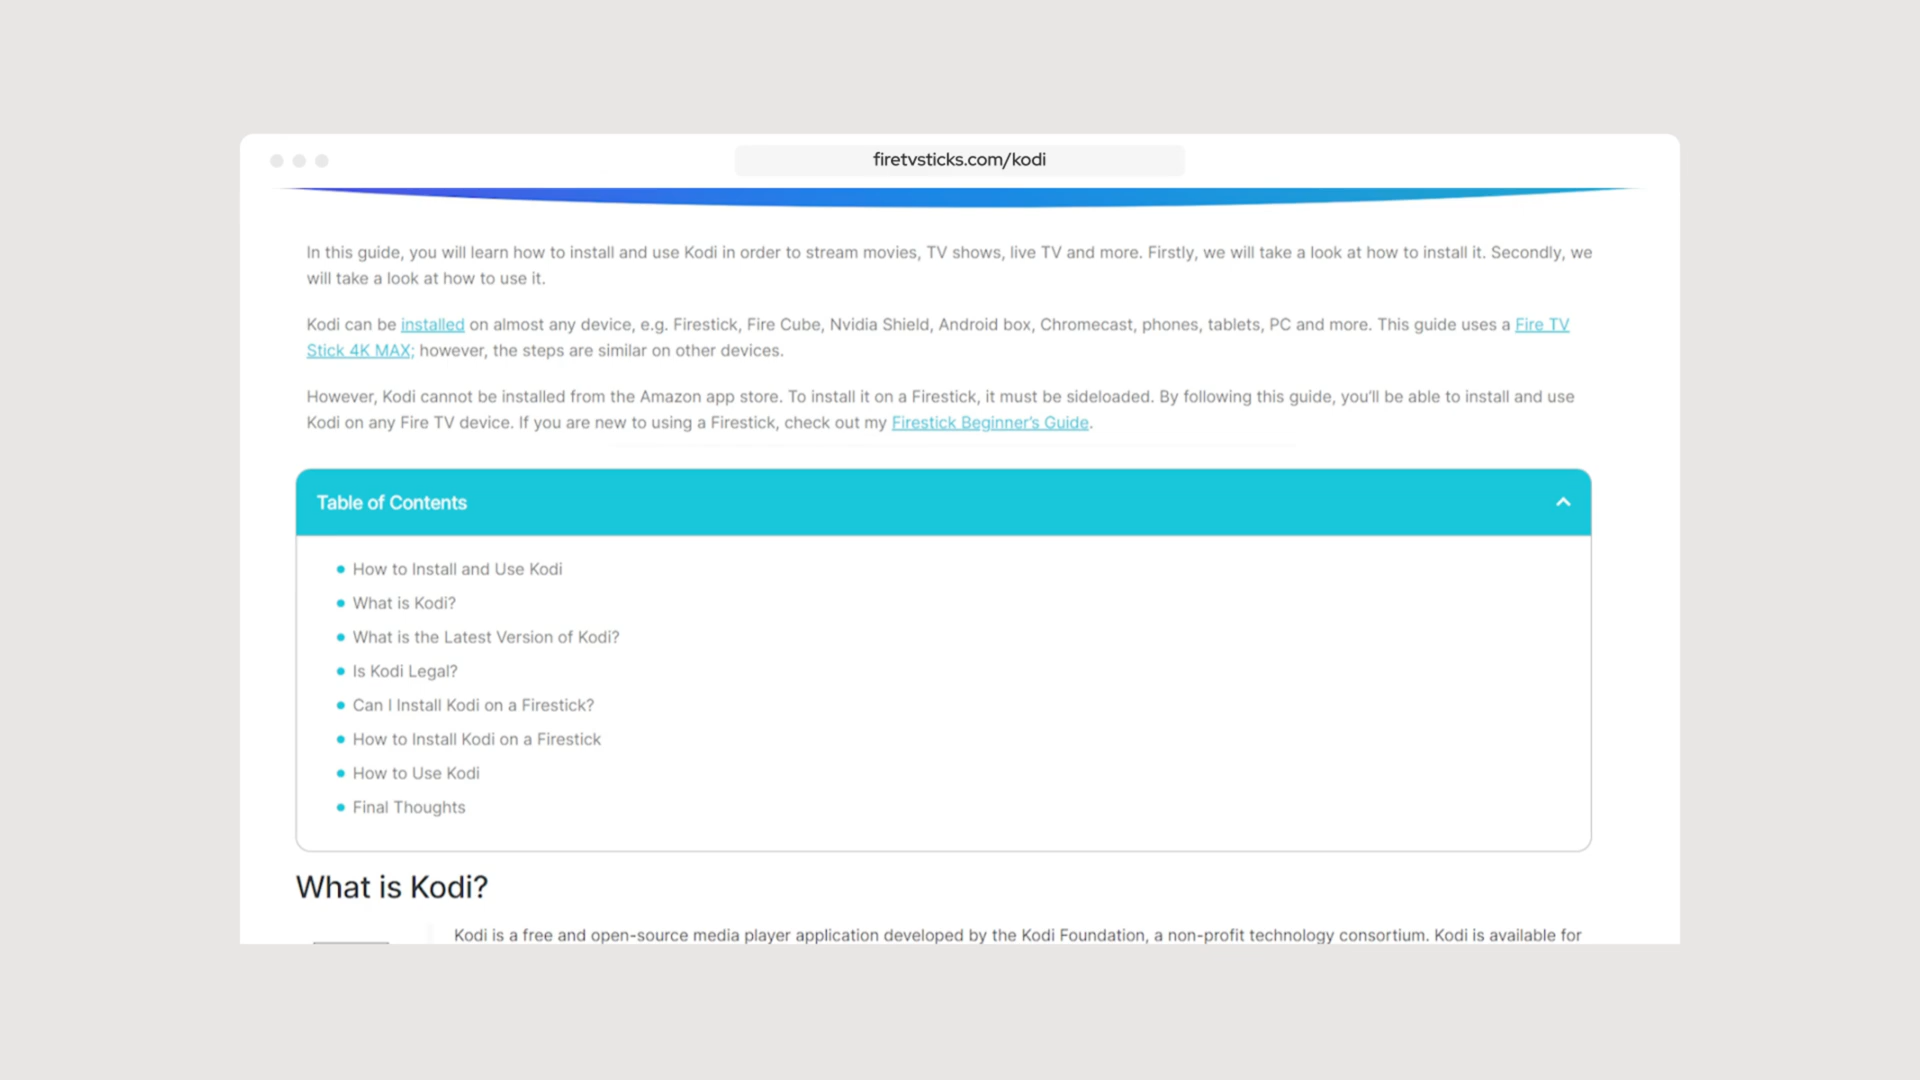 firetvsticks.com/kodi
In this guide, you will learn how to install and use Kodi in order to stream movies, TV shows, live TV and more. Firstly, we will take a look at how to install it. Secondly, we
will take a look at how to use it.
Kodi can be installed on almost any device, e.g. Firestick, Fire Cube, Nvidia Shield, Android box, Chromecast, phones, tablets, PC and more. This guide uses a Fire TV
Stick 4K MAX; however, the steps are similar on other devices.
However, Kodi cannot be installed from the Amazon app store. To install it on a Firestick, it must be sideloaded. By following this guide, you'll be able to install and use
Kodi on any Fire TV device. If you are new to using a Firestick, check out my Firestick Beginner's Guide.
Table of Contents
How to Install and Use Kodi
What is Kodi?
What is the Latest Version of Kodi?
Is Kodi Legal?
Can I Install Kodi on a Firestick?
How to Install Kodi on a Firestick
How to Use Kodi
Final Thoughts
What is Kodi?
Kodi is a free and open-source media player application developed by the Kodi Foundation, a non-profit technology consortium. Kodi is available for